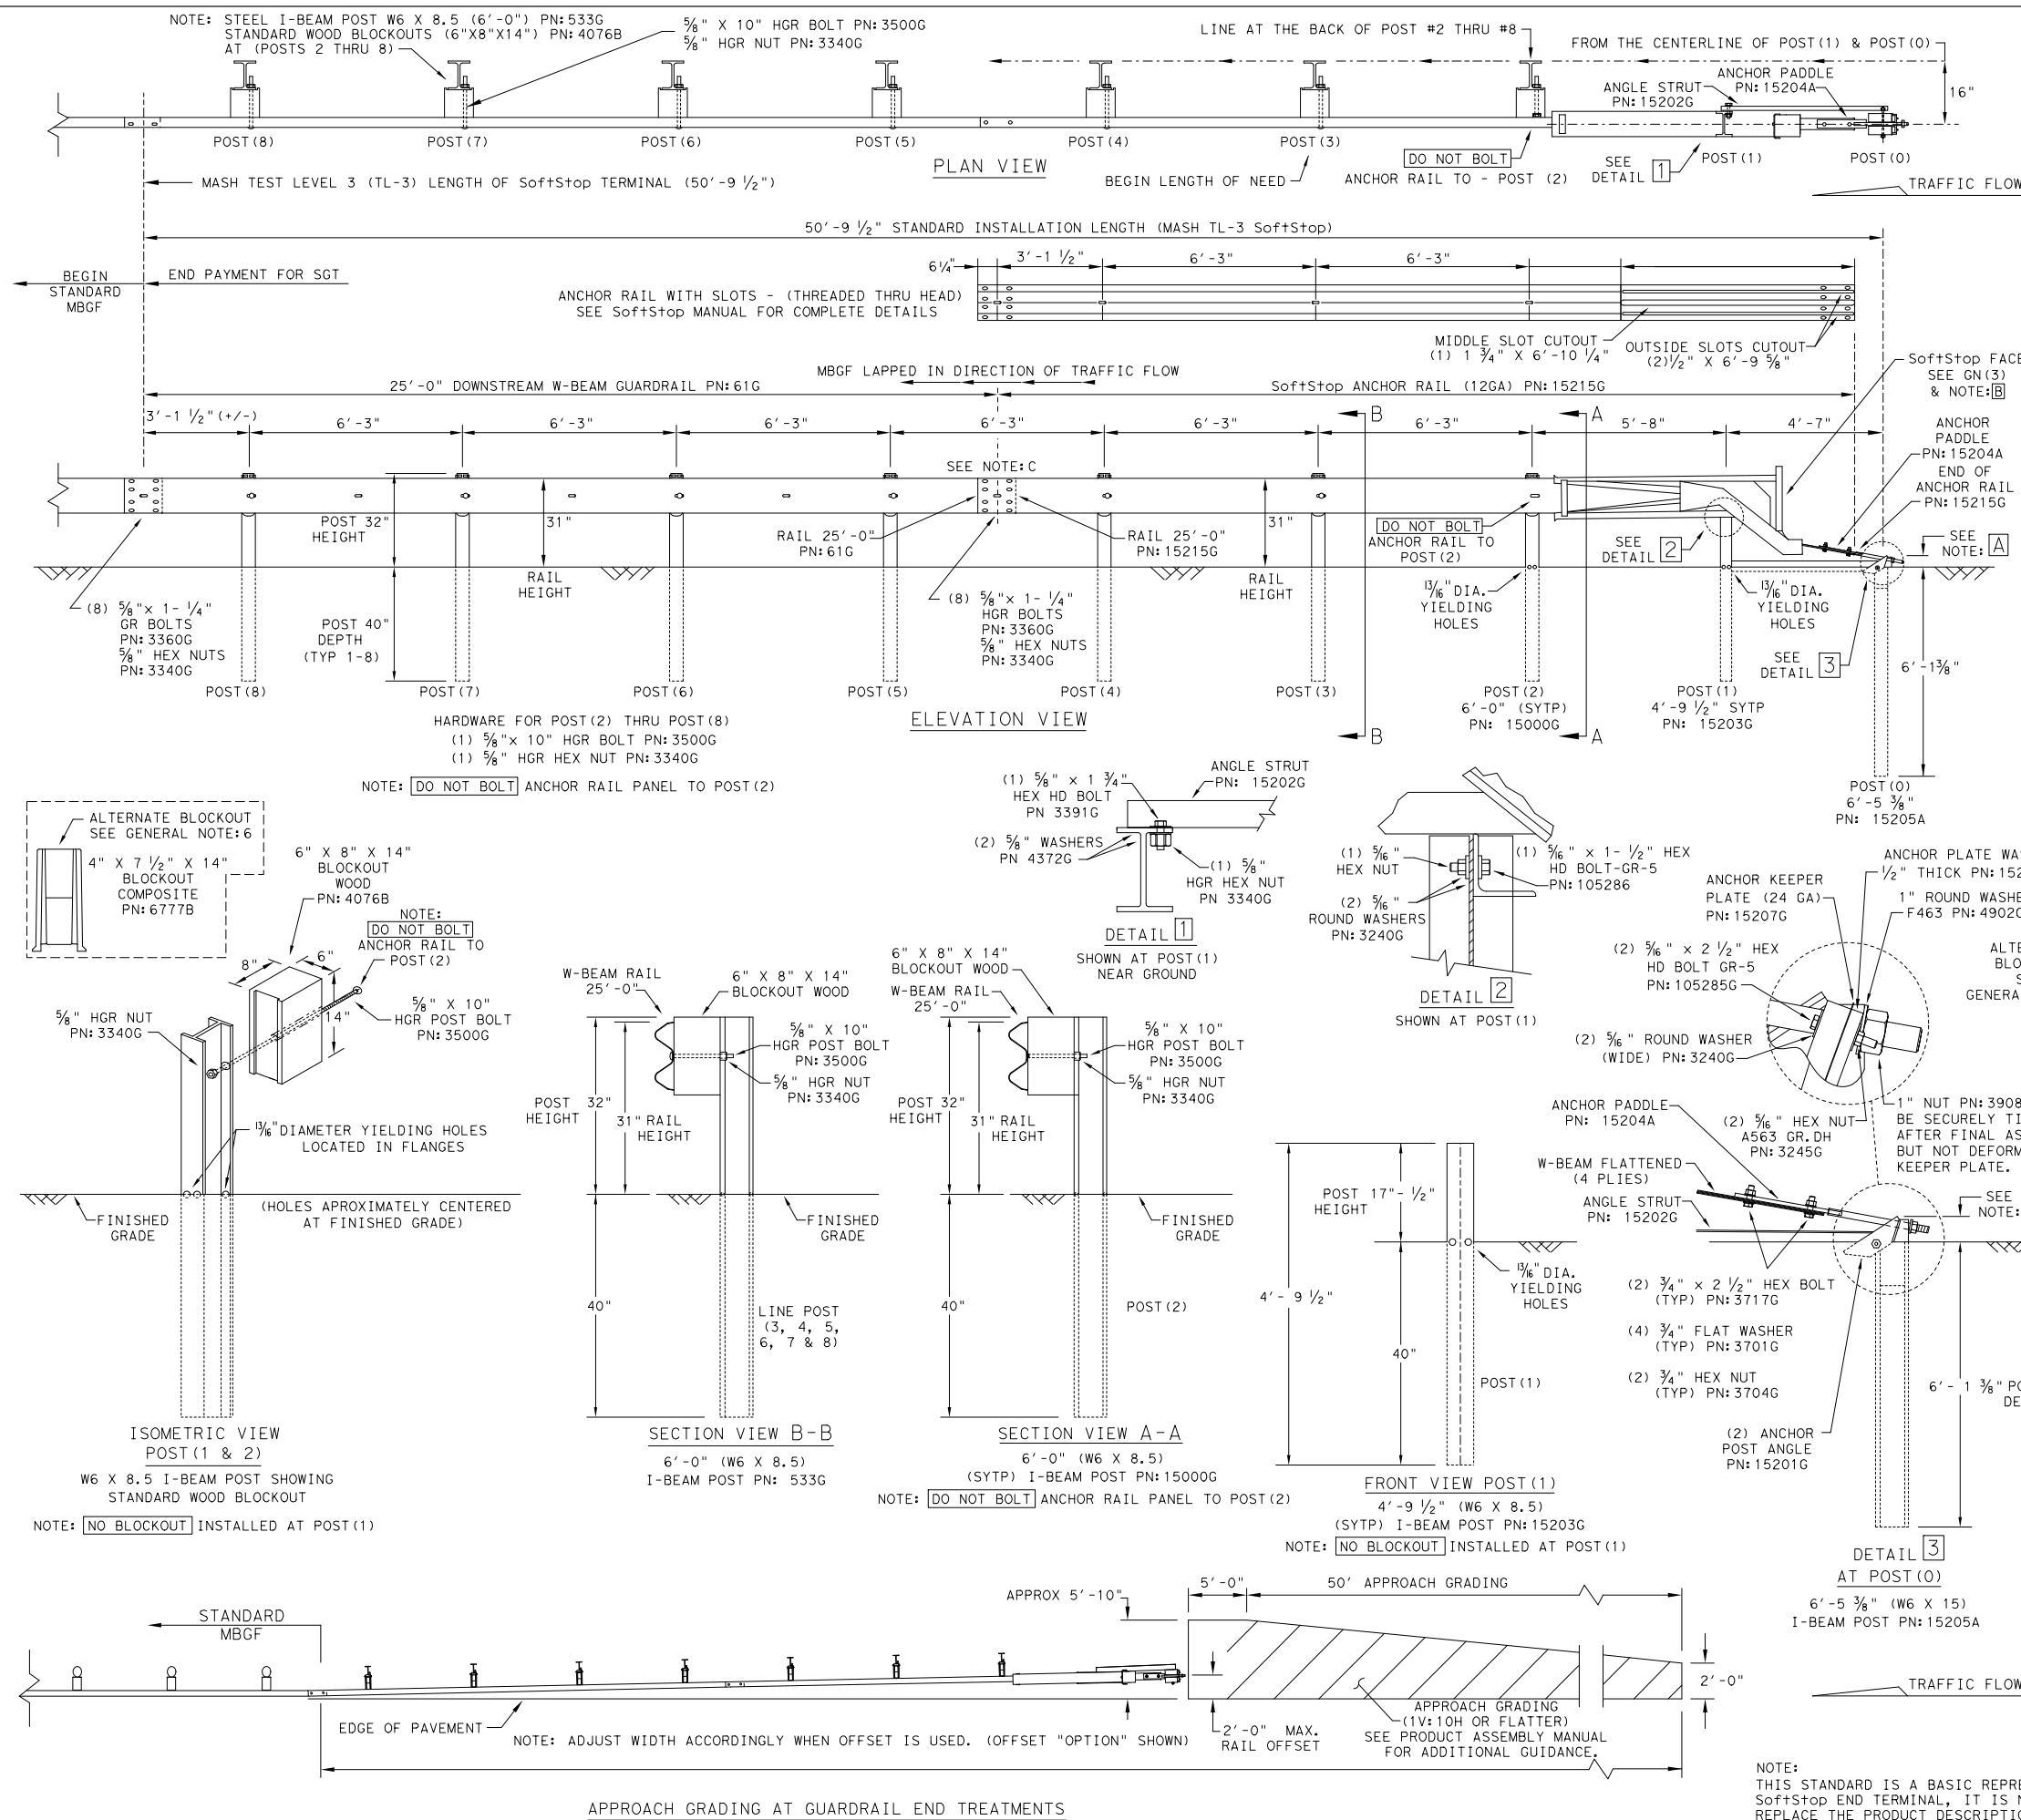 NOTE: STEEL I-BEAM POST W6 X 8.5 (6'-0") PN:533G
STANDARD WOOD BLOCKOUTS (6"X8"X14") PN:4076B
AT (POSTS 2 THRU 8)
5/8" X 10" HGR BOLT PN:3500G
5/8" HGR NUT PN:3340G
LINE AT THE BACK OF POST #2 THRU #8
FROM THE CENTERLINE OF POST(1) & POST(0)
ANGLE STRUT
PN:15202G
ANCHOR PADDLE
PN:15204A
16"
POST(8)
POST(7)
POST(6)
POST(5)
POST(4)
POST(3)
POST(1)
POST(0)
PLAN VIEW
BEGIN LENGTH OF NEED
DO NOT BOLT
ANCHOR RAIL TO - POST (2)
SEE
DETAIL 1
TRAFFIC FLOW
MASH TEST LEVEL 3 (TL-3) LENGTH OF SoftStop TERMINAL (50'-9 1/2")
50'-9 1/2" STANDARD INSTALLATION LENGTH (MASH TL-3 SoftStop)
BEGIN
STANDARD
MBGF
END PAYMENT FOR SGT
6 1/4"
3'-1 1/2"
6'-3"
6'-3"
ANCHOR RAIL WITH SLOTS - (THREADED THRU HEAD)
SEE SoftStop MANUAL FOR COMPLETE DETAILS
MIDDLE SLOT CUTOUT
(1) 1 3/4" X 6'-10 1/4"
OUTSIDE SLOTS CUTOUT
(2)1/2" X 6'-9 5/8"
MBGF LAPPED IN DIRECTION OF TRAFFIC FLOW
25'-0" DOWNSTREAM W-BEAM GUARDRAIL PN:61G
SoftStop ANCHOR RAIL (12GA) PN:15215G
SoftStop FACE
SEE GN(3)
& NOTE:B
3'-1 1/2"(+/-)
6'-3"
6'-3"
6'-3"
6'-3"
6'-3"
6'-3"
5'-8"
4'-7"
B
A
ANCHOR
PADDLE
PN:15204A
END OF
ANCHOR RAIL
PN:15215G
SEE NOTE:C
POST 32"
HEIGHT
31"
RAIL
HEIGHT
RAIL 25'-0"
PN:61G
RAIL 25'-0"
PN:15215G
31"
RAIL
HEIGHT
DO NOT BOLT
ANCHOR RAIL TO
POST(2)
SEE
DETAIL 2
SEE
NOTE: A
(8) 5/8"x 1-1/4"
GR BOLTS
PN:3360G
5/8" HEX NUTS
PN:3340G
POST 40"
DEPTH
(TYP 1-8)
(8) 5/8"x 1-1/4"
HGR BOLTS
PN:3360G
5/8" HEX NUTS
PN:3340G
13/16" DIA.
YIELDING
HOLES
13/16" DIA.
YIELDING
HOLES
SEE
DETAIL 3
6'-1 3/8"
POST(8)
POST(7)
POST(6)
POST(5)
POST(4)
POST(3)
POST(2)
6'-0" (SYTP)
PN: 15000G
POST(1)
4'-9 1/2" SYTP
PN: 15203G
HARDWARE FOR POST(2) THRU POST(8)
(1) 5/8"x 10" HGR BOLT PN:3500G
(1) 5/8" HGR HEX NUT PN:3340G
ELEVATION VIEW
B
A
NOTE: DO NOT BOLT ANCHOR RAIL PANEL TO POST(2)
POST(0)
6'-5 3/8"
PN: 15205A
ALTERNATE BLOCKOUT
SEE GENERAL NOTE:6
4" X 7 1/2" X 14"
BLOCKOUT
COMPOSITE
PN:6777B
6" X 8" X 14"
BLOCKOUT
WOOD
PN:4076B
NOTE:
DO NOT BOLT
ANCHOR RAIL TO
POST(2)
8"
6"
14"
5/8" X 10"
HGR POST BOLT
PN:3500G
5/8" HGR NUT
PN:3340G
13/16"DIAMETER YIELDING HOLES
LOCATED IN FLANGES
(HOLES APROXIMATELY CENTERED
AT FINISHED GRADE)
FINISHED
GRADE
ISOMETRIC VIEW
POST(1 & 2)
W6 X 8.5 I-BEAM POST SHOWING
STANDARD WOOD BLOCKOUT
NOTE: NO BLOCKOUT INSTALLED AT POST(1)
(1) 5/8" x 1 3/4"
HEX HD BOLT
PN 3391G
ANGLE STRUT
PN: 15202G
(2) 5/8" WASHERS
PN 4372G
(1) 5/8
HGR HEX NUT
PN 3340G
DETAIL 1
SHOWN AT POST(1)
NEAR GROUND
(1) 5/16"
HEX NUT
(1) 5/16" x 1-1/2" HEX
HD BOLT-GR-5
PN:105286
(2) 5/16"
ROUND WASHERS
PN:3240G
DETAIL 2
SHOWN AT POST(1)
W-BEAM RAIL
25'-0"
6" X 8" X 14"
BLOCKOUT WOOD
5/8" X 10"
HGR POST BOLT
PN:3500G
5/8" HGR NUT
PN:3340G
POST 32"
HEIGHT
31" RAIL
HEIGHT
FINISHED
GRADE
40"
LINE POST
(3, 4, 5,
6, 7 & 8)
SECTION VIEW B-B
6'-0" (W6 X 8.5)
I-BEAM POST PN: 533G
6" X 8" X 14"
BLOCKOUT WOOD
W-BEAM RAIL
25'-0"
5/8" X 10"
HGR POST BOLT
PN:3500G
5/8" HGR NUT
PN:3340G
POST 32"
HEIGHT
31" RAIL
HEIGHT
FINISHED
GRADE
40"
POST(2)
SECTION VIEW A-A
6'-0" (W6 X 8.5)
(SYTP) I-BEAM POST PN:15000G
NOTE: DO NOT BOLT ANCHOR RAIL PANEL TO POST(2)
POST 17"-1/2"
HEIGHT
4'- 9 1/2"
40"
13/16" DIA.
YIELDING
HOLES
POST(1)
FRONT VIEW POST(1)
4'-9 1/2" (W6 X 8.5)
(SYTP) I-BEAM POST PN:15203G
NOTE: NO BLOCKOUT INSTALLED AT POST(1)
ANCHOR PLATE
1/2" THICK
ANCHOR KEEPER
PLATE (24 GA)
PN:15207G
1" ROUND
F463 PN:4902G
(2) 5/16" x 2 1/2" HEX
HD BOLT GR-5
PN:105285G
(2) 5/16" ROUND WASHER
(WIDE) PN:3240G
GENERAL
ANCHOR PADDLE
PN: 15204A
(2) 5/16" HEX NUT
A563 GR.DH
PN:3245G
1" NUT PN:3908
BE SECURELY
AFTER FINAL
BUT NOT
KEEPER PLATE.
W-BEAM FLATTENED
(4 PLIES)
ANGLE STRUT
PN: 15202G
SEE
NOTE:
(2) 3/4" x 2 1/2" HEX BOLT
(TYP) PN:3717G
(4) 3/4" FLAT WASHER
(TYP) PN:3701G
(2) 3/4" HEX NUT
(TYP) PN:3704G
6'- 1 3/8"
(2) ANCHOR
POST ANGLE
PN:15201G
DETAIL 3
AT POST(0)
6'-5 3/8" (W6 X 15)
I-BEAM POST PN:15205A
STANDARD
MBGF
APPROX 5'-10"
5'-0"
50' APPROACH GRADING
2'-0"
EDGE OF PAVEMENT
NOTE: ADJUST WIDTH ACCORDINGLY WHEN OFFSET IS USED. (OFFSET "OPTION" SHOWN)
2'-0" MAX.
RAIL OFFSET
APPROACH GRADING
(1V:10H OR FLATTER)
SEE PRODUCT ASSEMBLY MANUAL
FOR ADDITIONAL GUIDANCE.
TRAFFIC FLOW
APPROACH GRADING AT GUARDRAIL END TREATMENTS
NOTE:
THIS STANDARD IS A BASIC
SoftStop END TERMINAL, IT IS
REPLACE THE PRODUCT